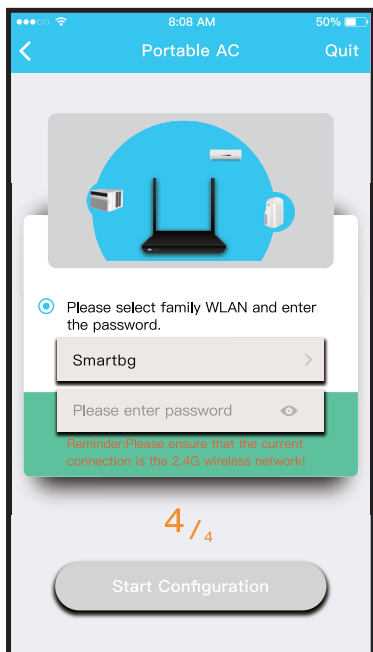 8:08 AM 50%
Portable AC Quit
Please select family WLAN and enter
the password.
Smartbg
Please enter password
Reminder:Please ensure that the current
connection is the 2.4G wireless network!
4/4
Start Configuration